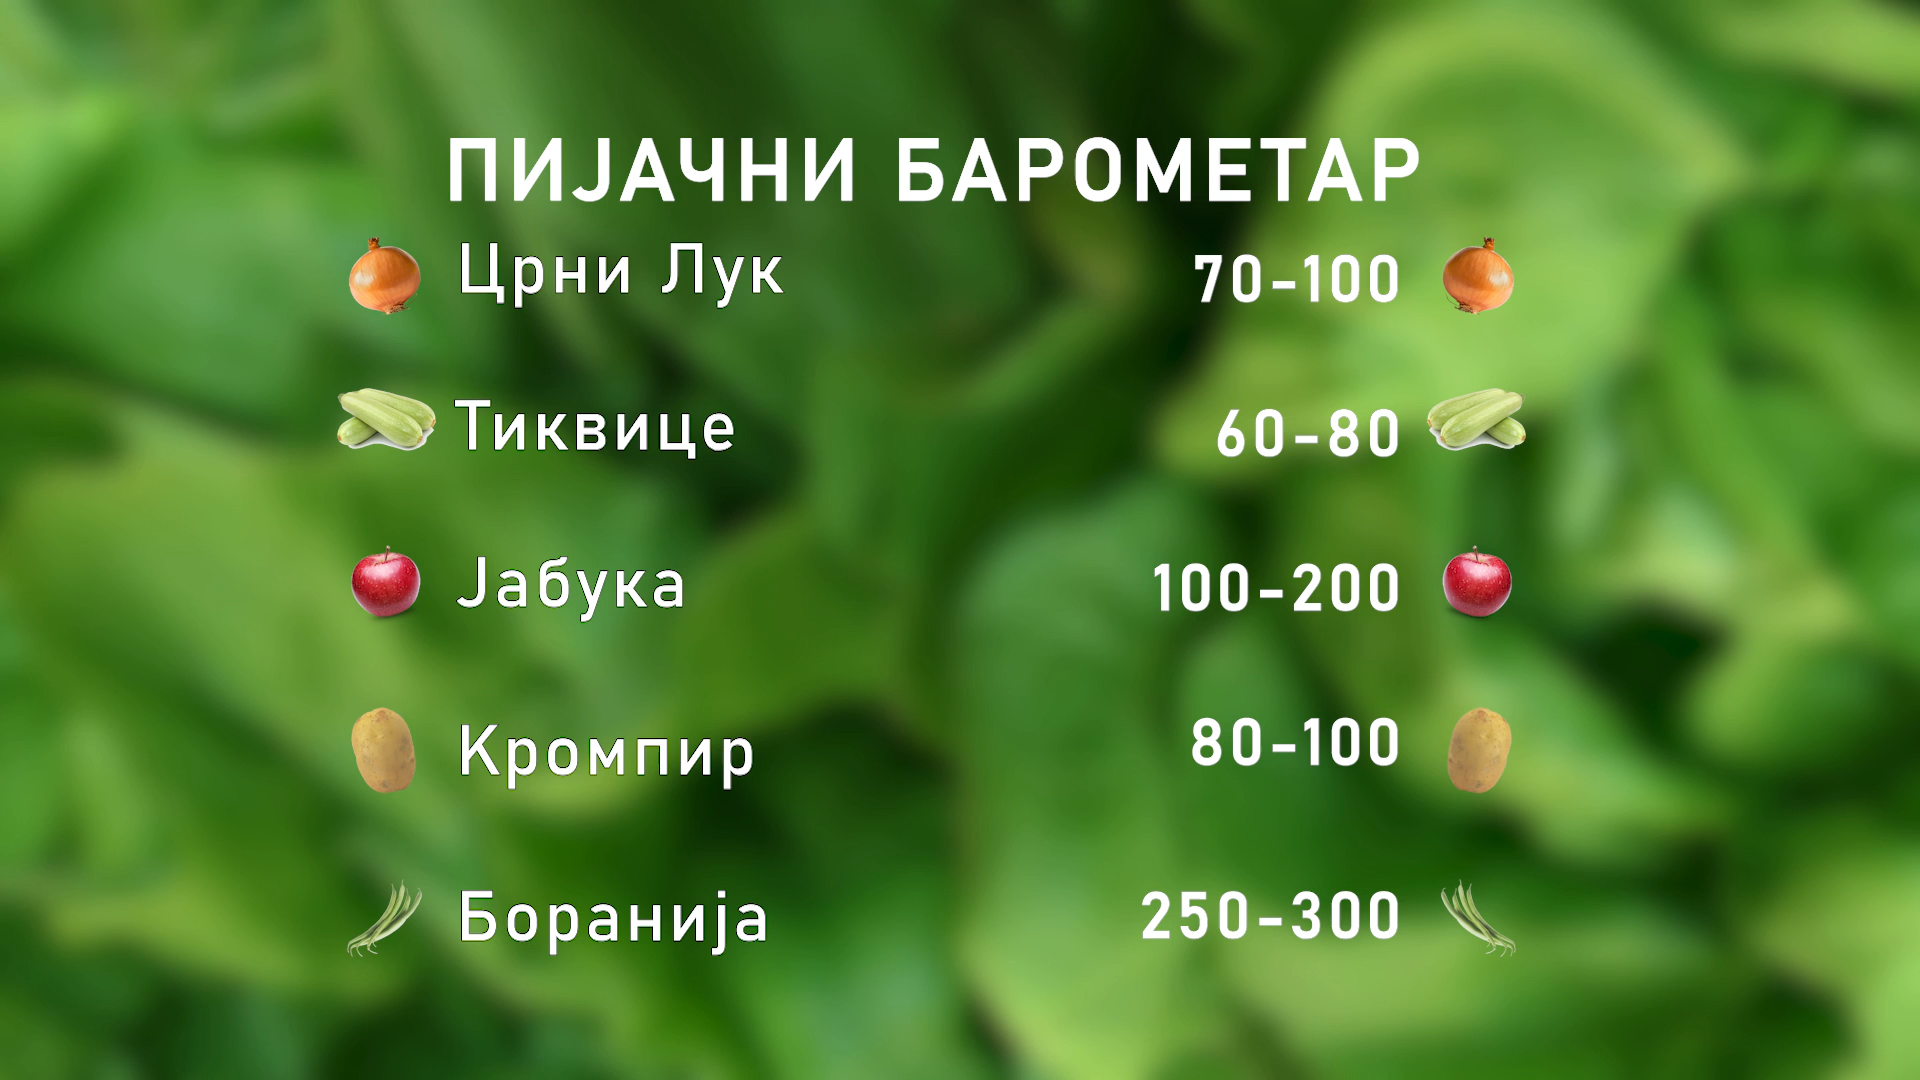 ПИЈАЧНИ БАРОМЕТАР
Црни Лук 70-100
Тиквице 60-80
Јабука 100-200
Кромпир 80-100
Боранија 250-300